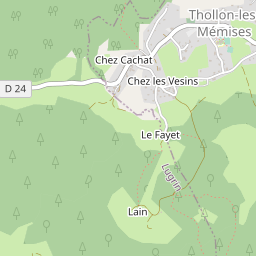 Thollon-les
Mémises
Chez Cachat
Chez les Vesins
D 24
Le Fayet
Lugrin
Lain